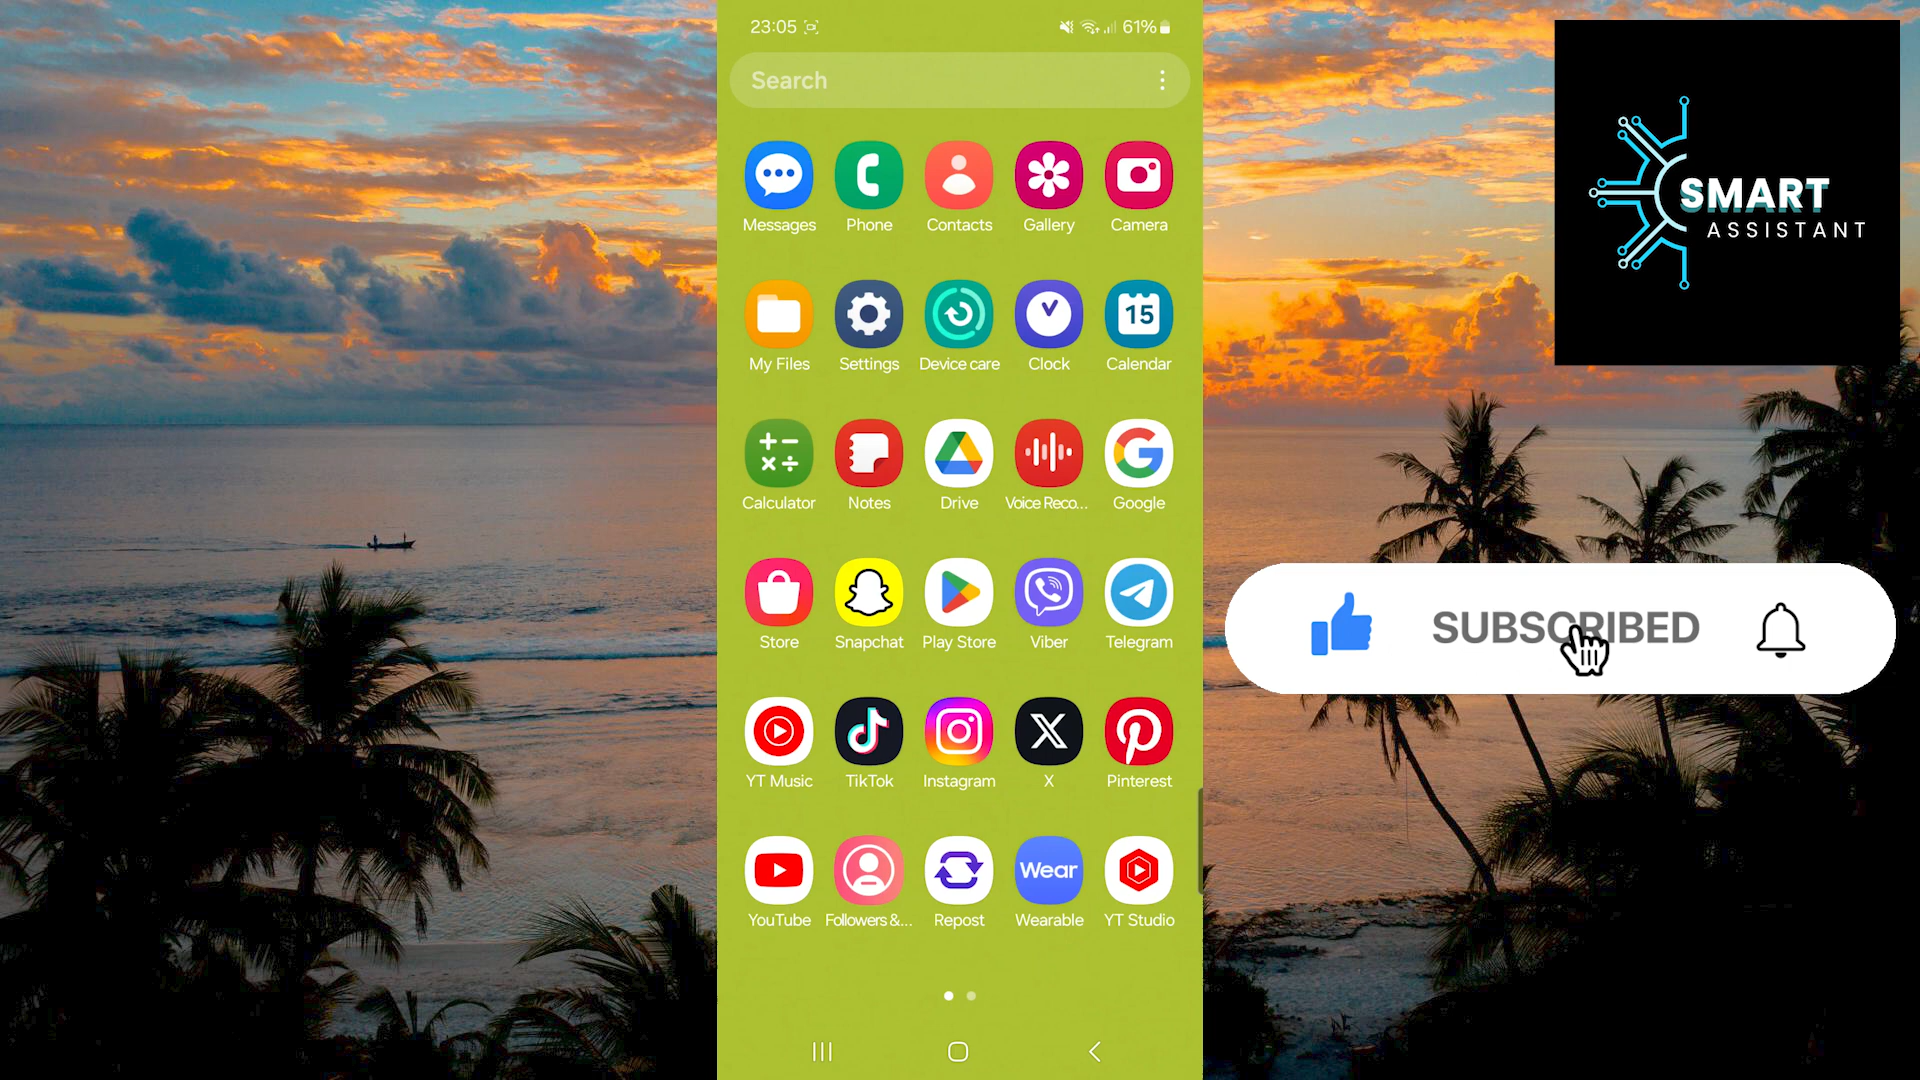 23:05
61%
Search
Messages Phone Contacts Gallery Camera
My Files Settings Device care Clock 15 Calendar
Calculator Notes Drive Voice Reco... Google
Store Snapchat Play Store Viber Telegram
YT Music TikTok Instagram X Pinterest
Wear
YouTube Followers &... Repost Wearable YT Studio
SMART
ASSISTANT
SUBSCRIBED